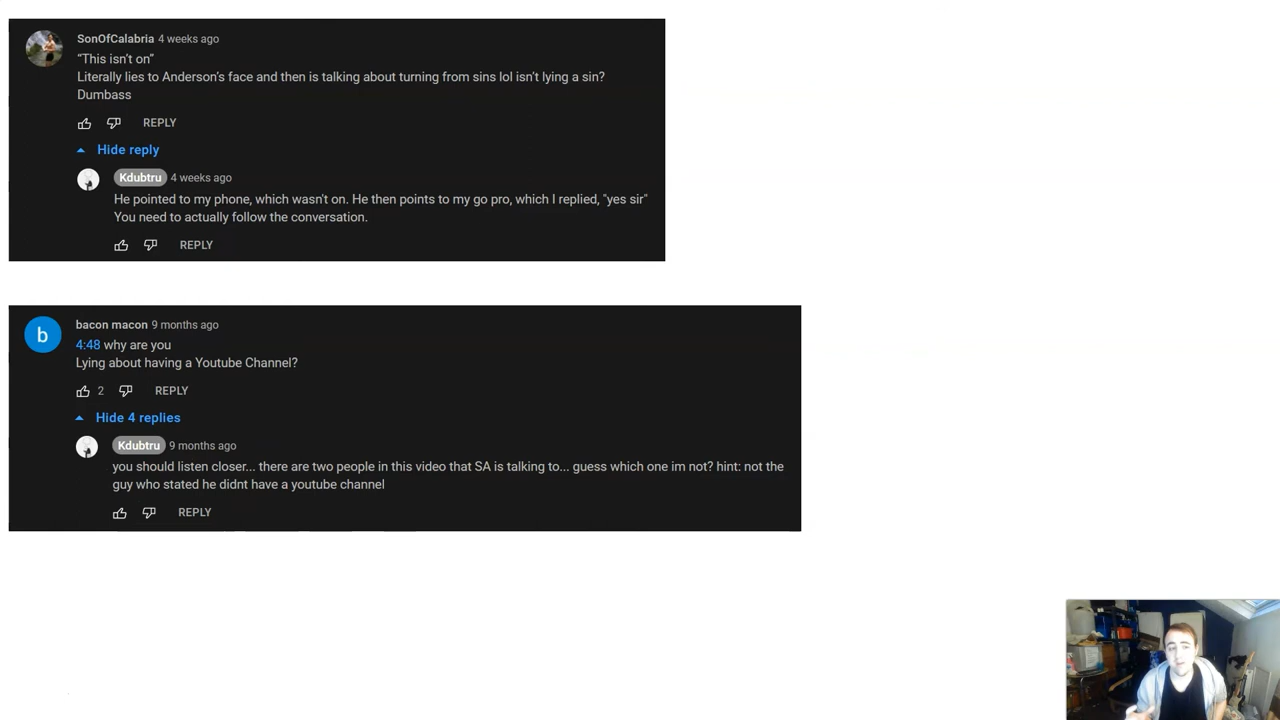 SonOfCalabria 4 weeks ago
“This isn't on”
Literally lies to Anderson's face and then is talking about turning from sins lol isn't lying a sin?
Dumbass
REPLY
Hide reply
Kdubtru 4 weeks ago
He pointed to my phone, which wasn't on. He then points to my go pro, which I replied, "yes sir"
You need to actually follow the conversation.
REPLY
b
bacon macon 9 months ago
4:48 why are you
Lying about having a Youtube Channel?
2 REPLY
Hide 4 replies
Kdubtru 9 months ago
you should listen closer... there are two people in this video that SA is talking to... guess which one im not? hint: not the
guy who stated he didnt have a youtube channel
REPLY